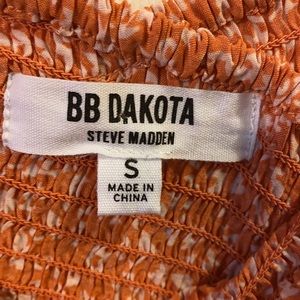 BB DAKOTA
STEVE MADDEN
S
MADE IN
CHINA